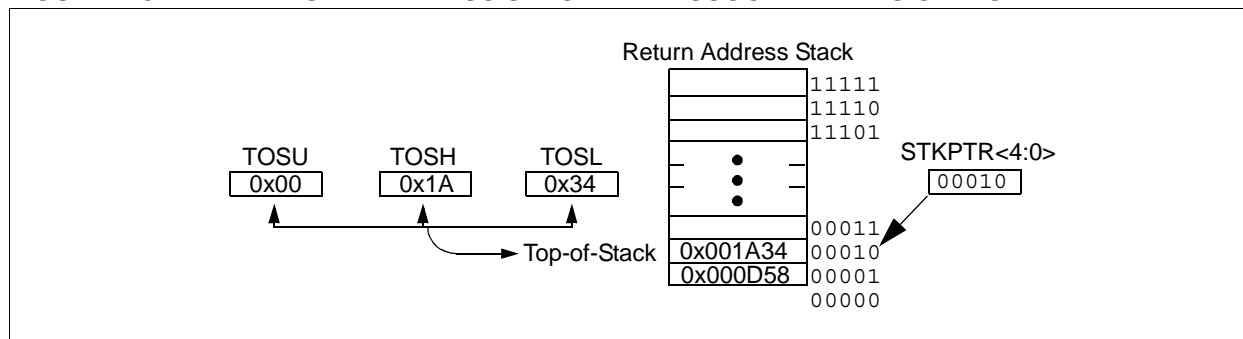 Return Address Stack
11111
11110
11101
TOSU TOSH TOSL STKPTR<4:0>
0x00 0x1A 0x34 00010
00011
Top-of-Stack 0x001A34 00010
0x000D58 00001
00000